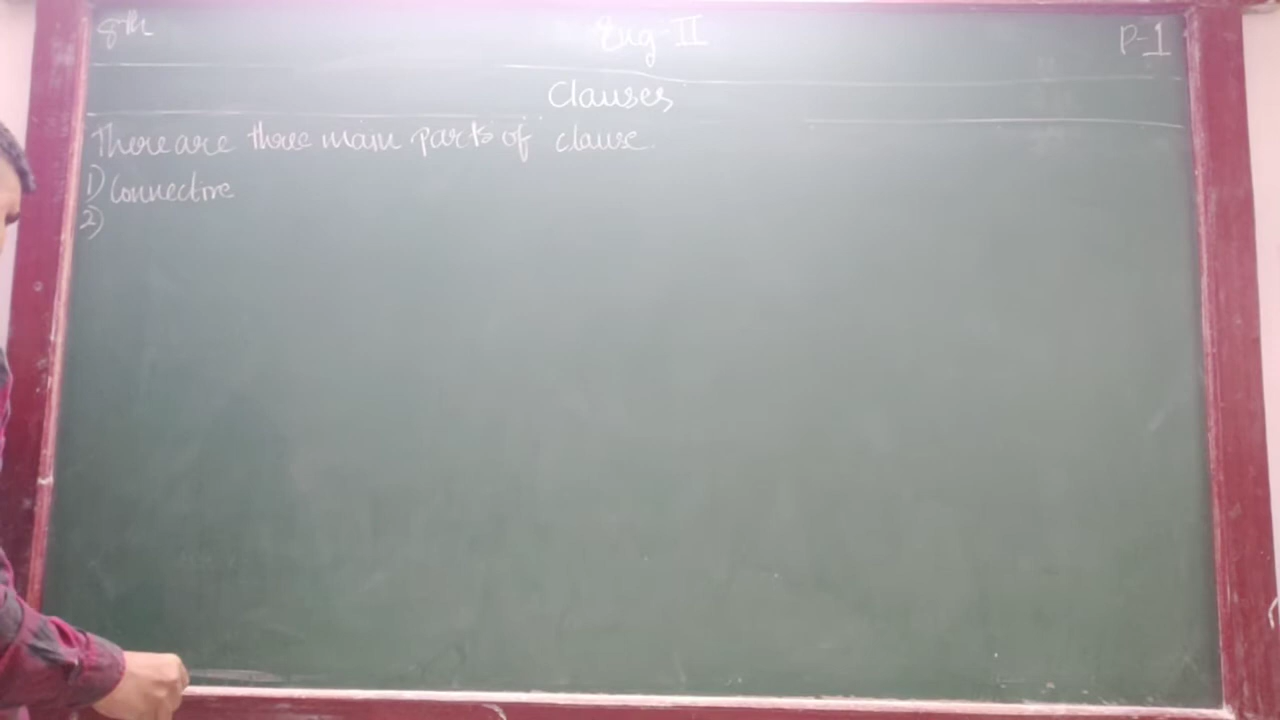 8th Eng-II P-1
Clauses
There are three main parts of clause.
1) Connective
2)